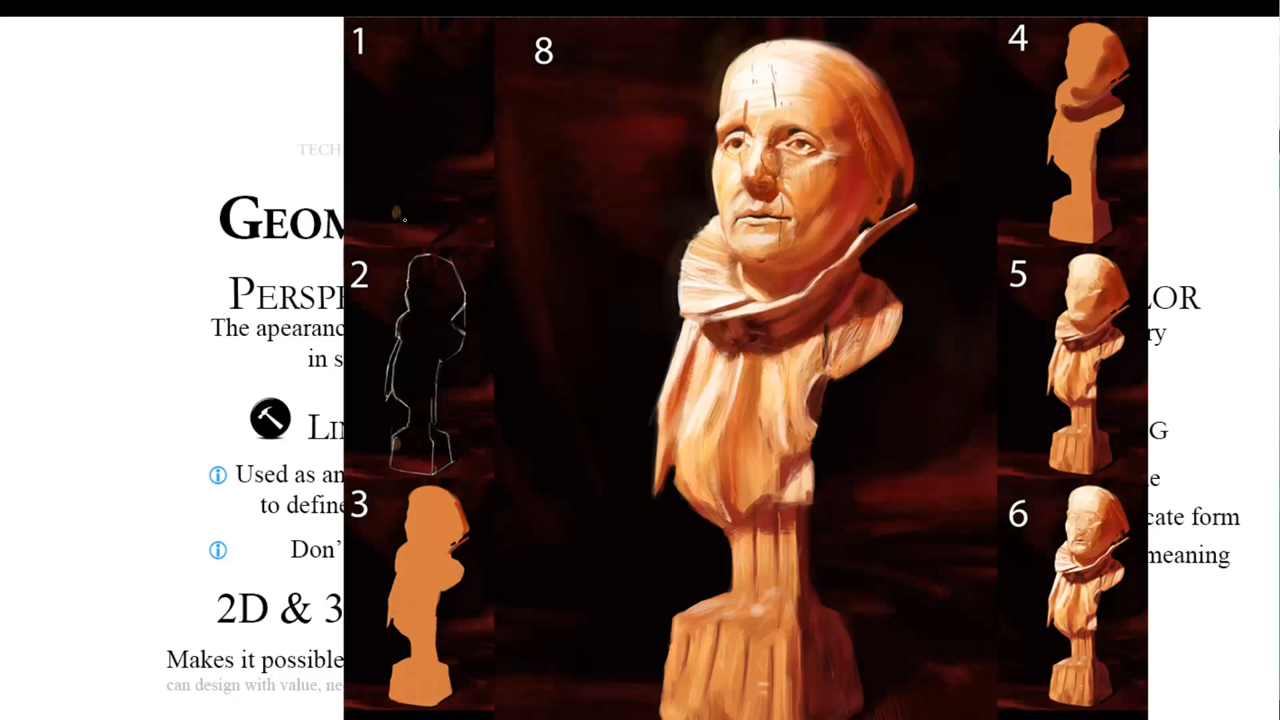 1
8
4
TECH
GEOM
2
5
PERSPE
LOR
The apearanc
ry
in s
LIN
G
3
6
Used as an
e
to define
cate form
Don’
meaning
2D & 3
Makes it possible
can design with value, ne